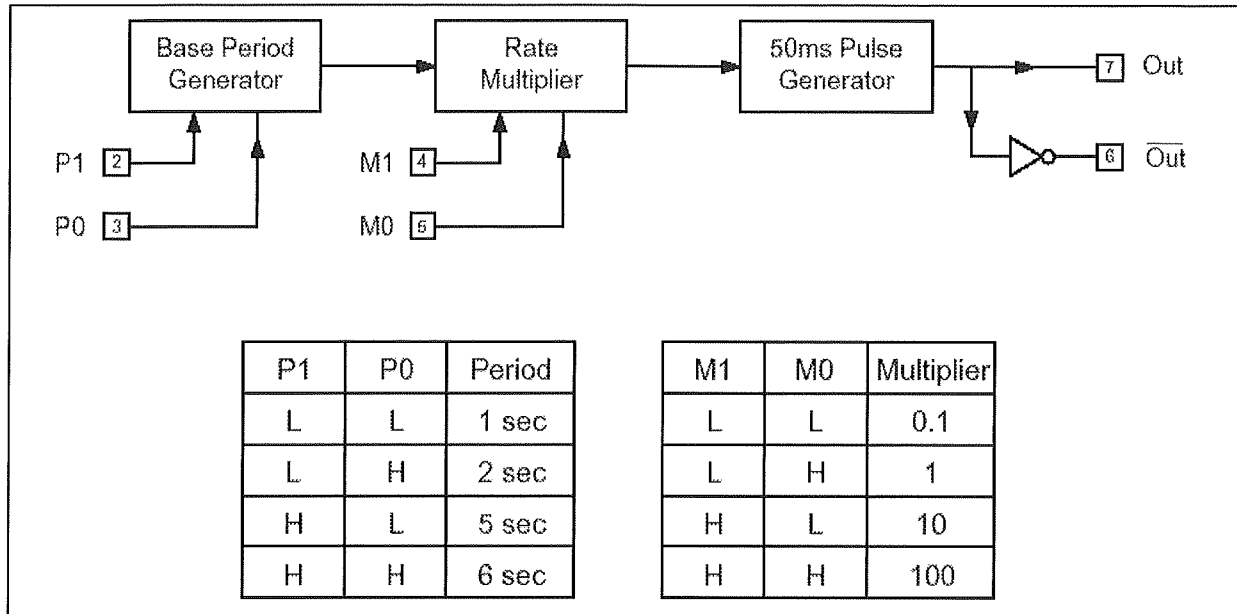 Base Period
Generator
Rate
Multiplier
50ms Pulse
Generator
7 Out
P1 2
M1 4
6 Out
P0 3
M0 5
P1 P0 Period
L L 1 sec
L H 2 sec
H L 5 sec
H H 6 sec
M1 M0 Multiplier
L L 0.1
L H 1
H L 10
H H 100